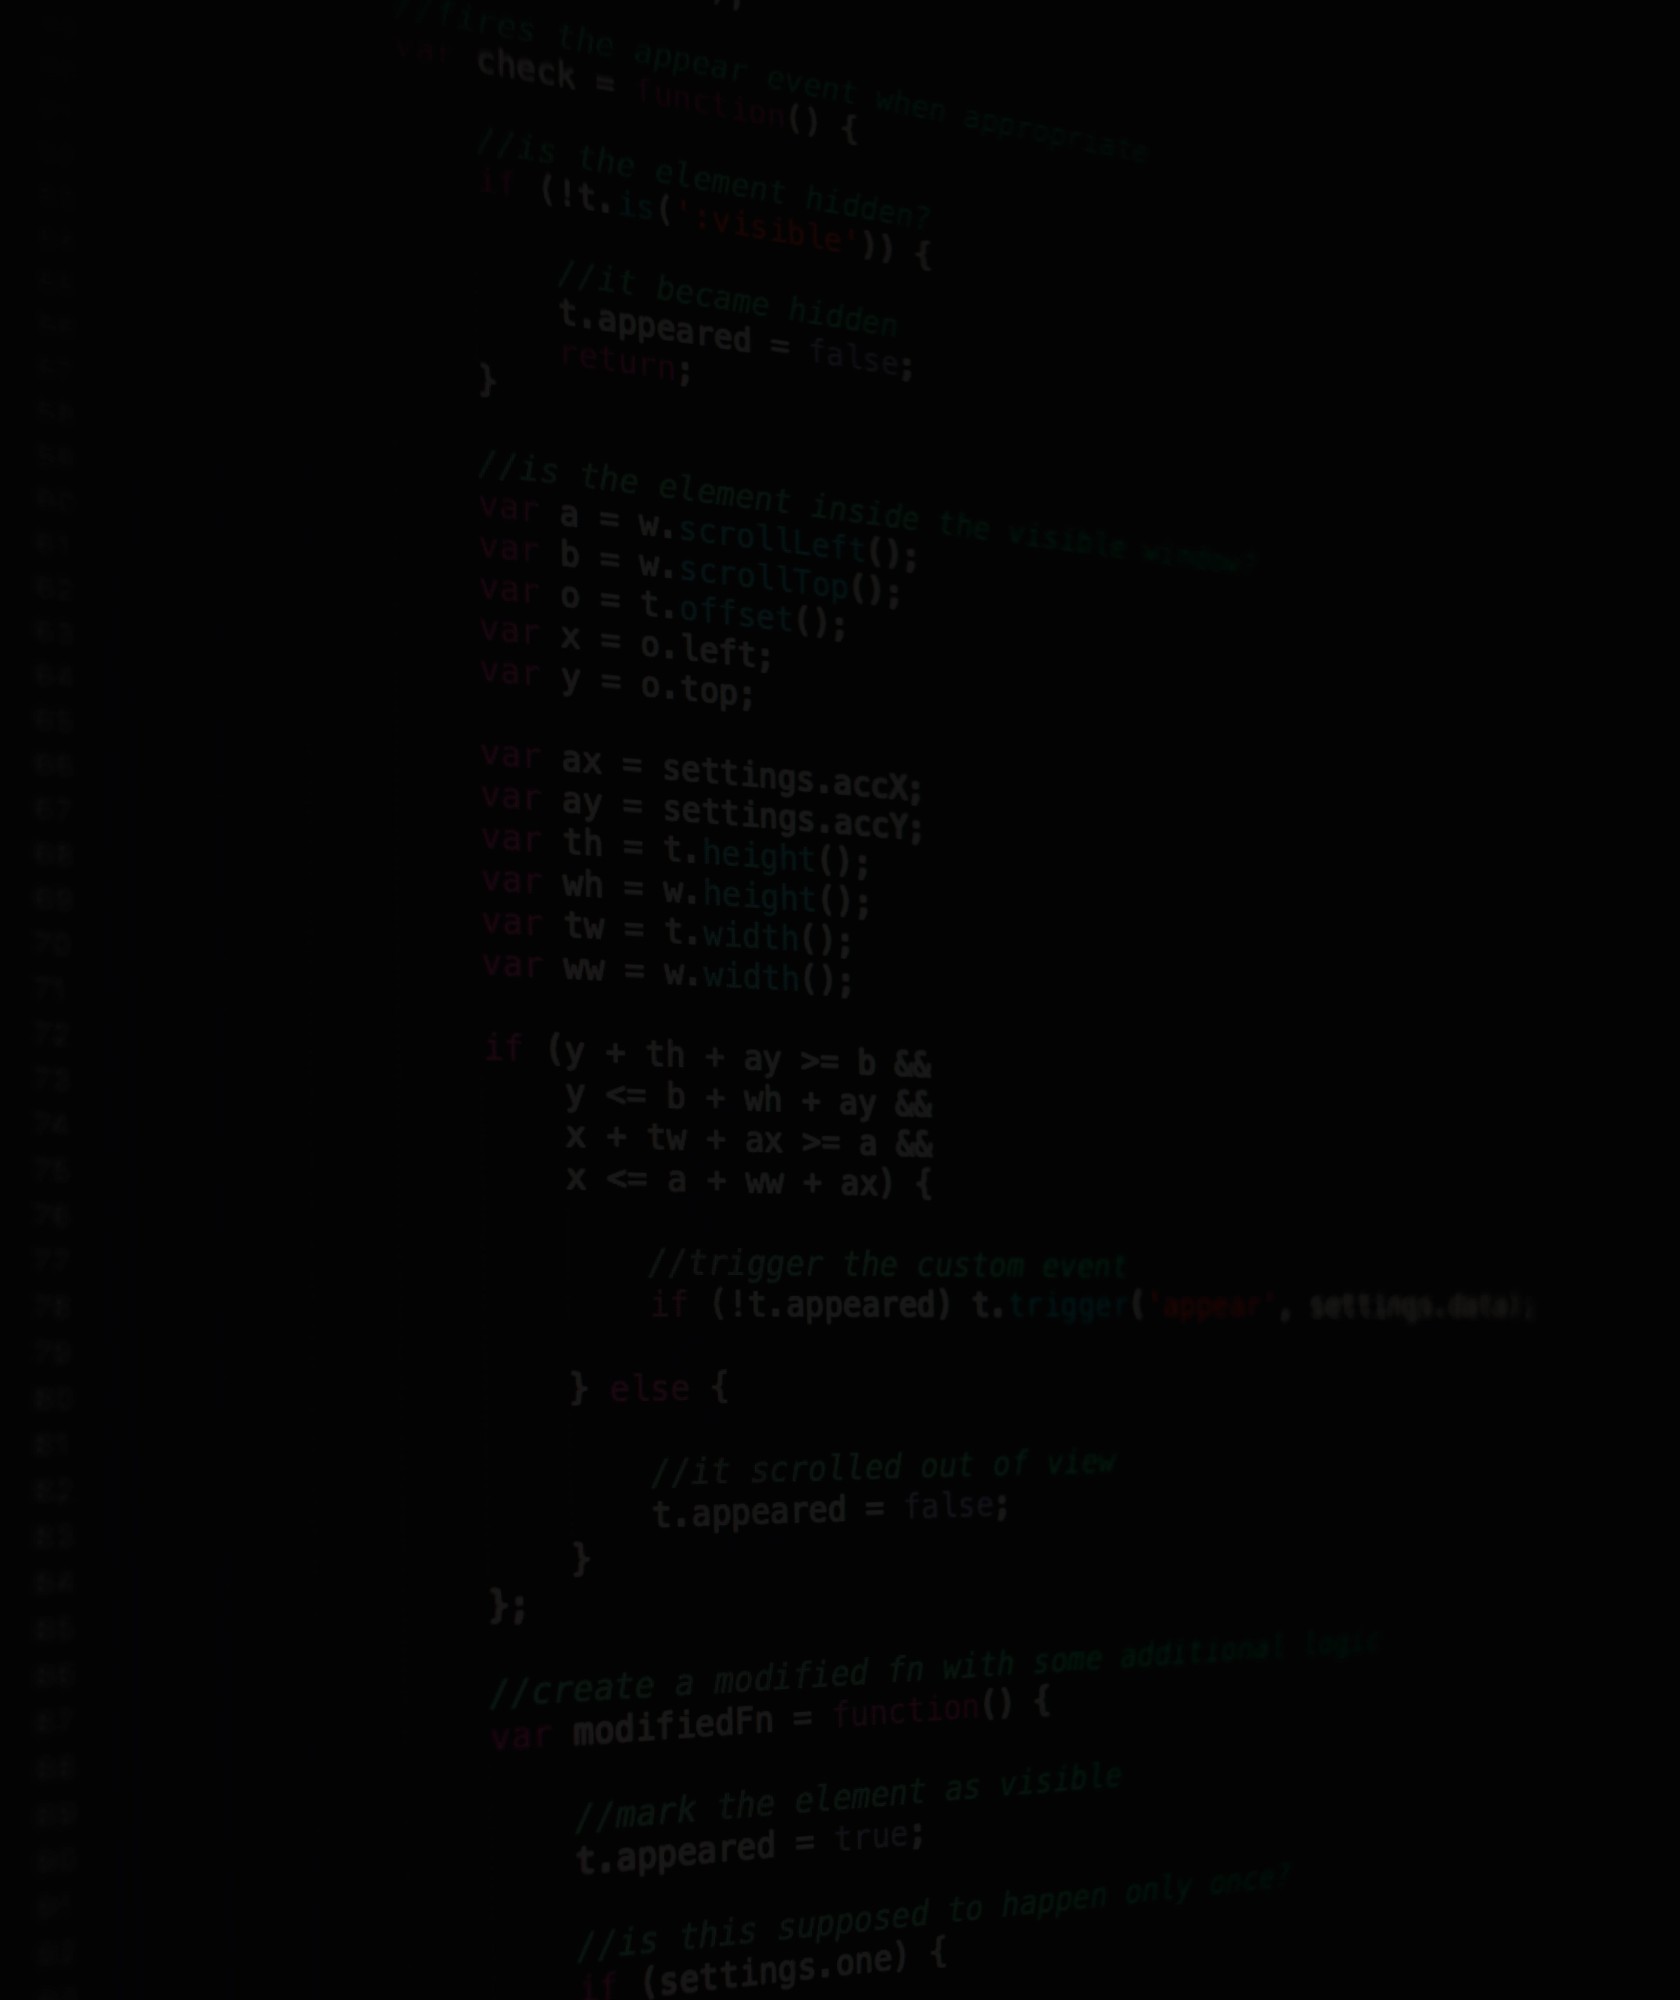 //fires the appear event when appropriate
var check = function() {
//is the element hidden?
if (!t.is(':visible')) {
//it became hidden
t.appeared = false;
return;
}
//is the element inside the visible window?
var a = w.scrollLeft();
var b = w.scrollTop();
var o = t.offset();
var x = o.left;
var y = o.top;
var ax = settings.accX;
var ay = settings.accY;
var th = t.height();
var wh = w.height();
var tw = t.width();
var ww = w.width();
if (y + th + ay >= b &&
y <= b + wh + ay &&
x + tw + ax >= a &&
x <= a + ww + ax) {
//trigger the custom event
if (!t.appeared) t.trigger('appear', settings.data);
} else {
//it scrolled out of view
t.appeared = false;
}
};
//create a modified fn with some additional logic
var modifiedFn = function() {
//mark the element as visible
t.appeared = true;
//is this supposed to happen only once?
if (settings.one) {